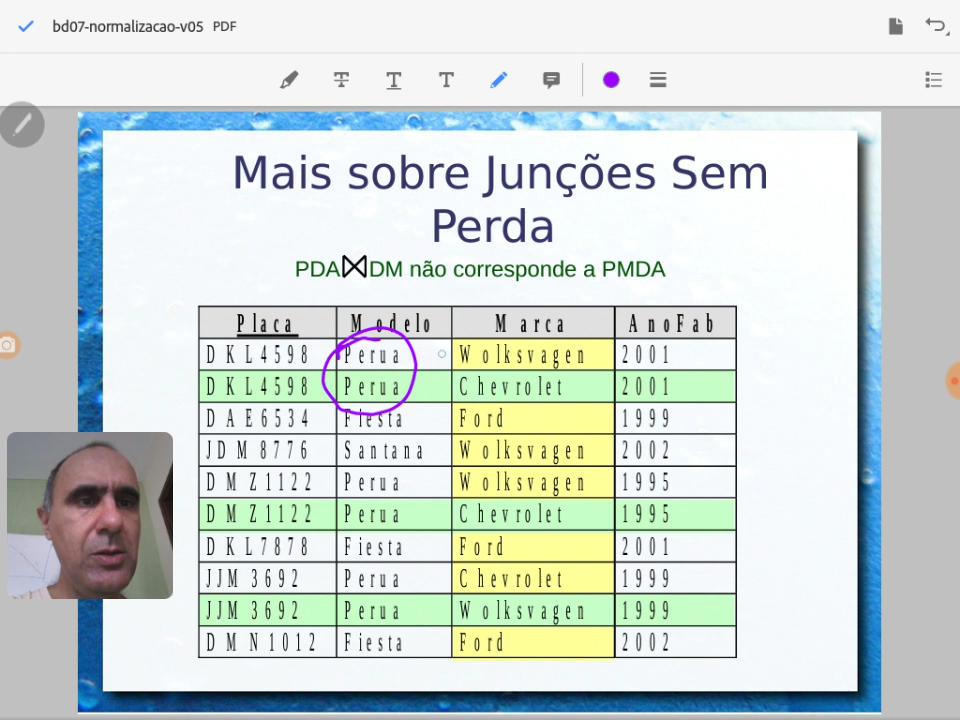 bd07-normalizacao-v05 PDF
T T T
Mais sobre Junções Sem
Perda
PDA⋈DM não corresponde a PMDA
Placa Modelo Marca AnoFab
DKL4598 Perua Wolksvagen 2001
DKL4598 Perua Chevrolet 2001
DAE6534 Fiesta Ford 1999
JDM8776 Santana Wolksvagen 2002
DMZ1122 Perua Wolksvagen 1995
DMZ1122 Perua Chevrolet 1995
DKL7878 Fiesta Ford 2001
JJM3692 Perua Chevrolet 1999
JJM3692 Perua Wolksvagen 1999
DMN1012 Fiesta Ford 2002